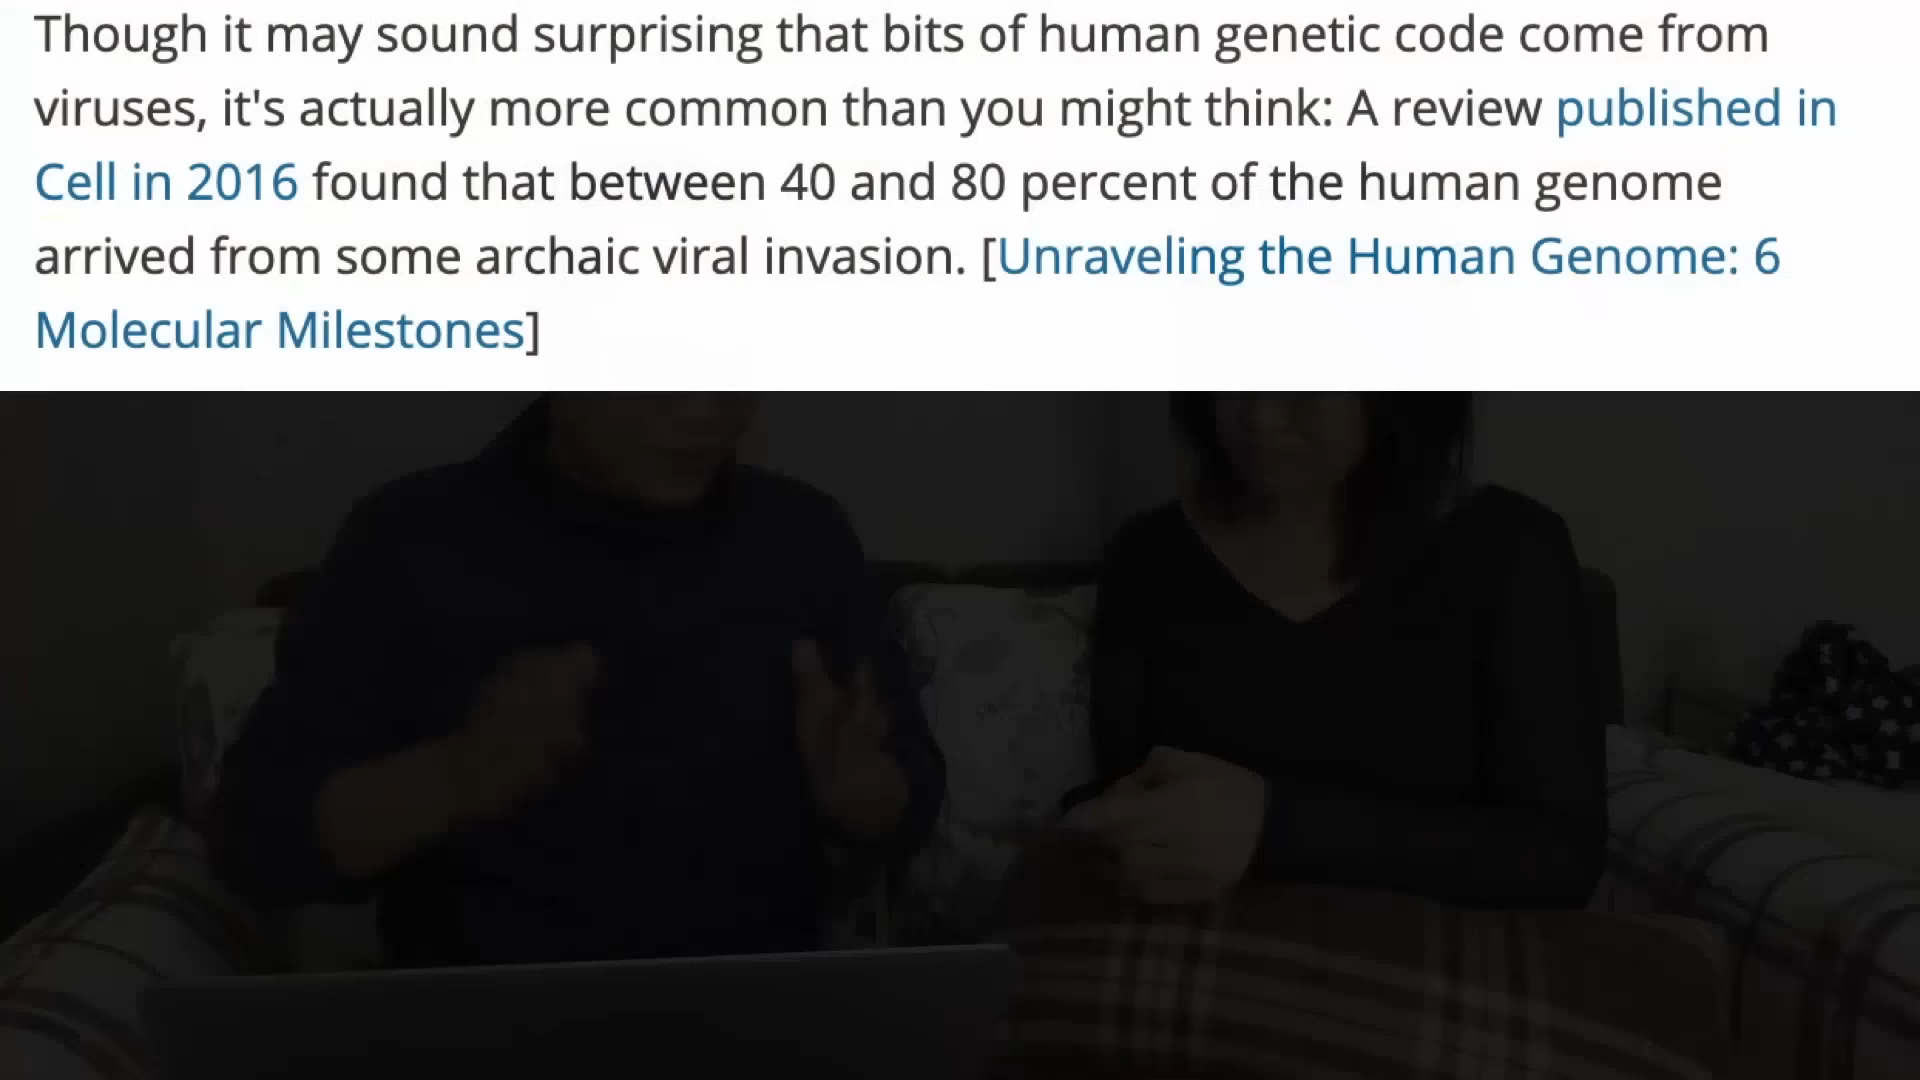 Though it may sound surprising that bits of human genetic code come from
viruses, it's actually more common than you might think: A review published in
Cell in 2016 found that between 40 and 80 percent of the human genome
arrived from some archaic viral invasion. [Unraveling the Human Genome: 6
Molecular Milestones]